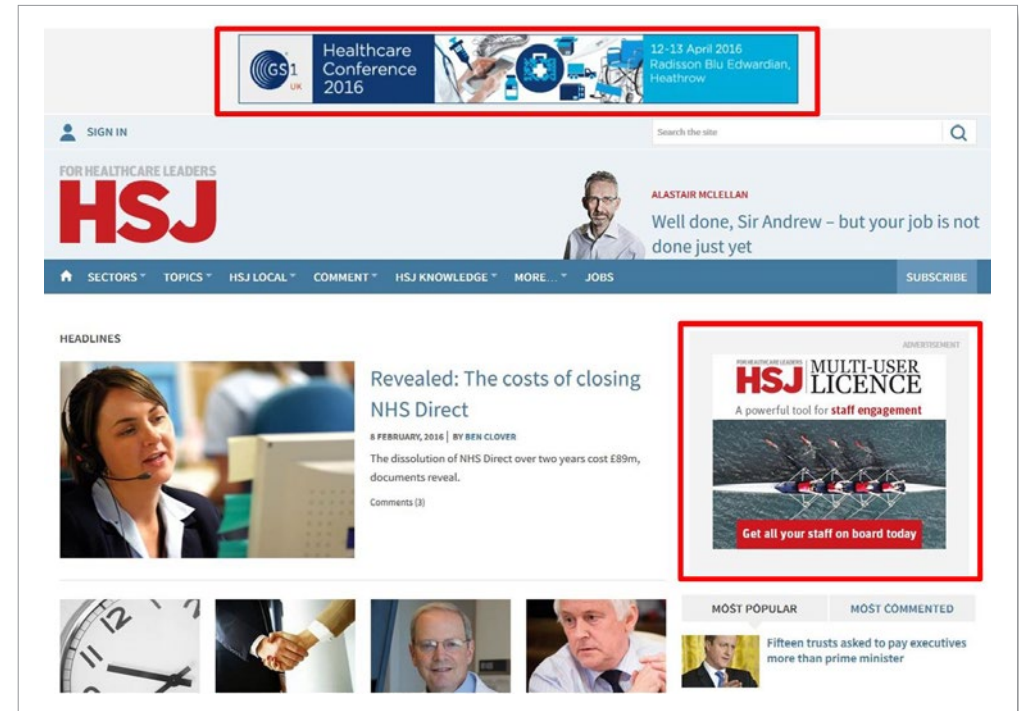 GS1
UK
Healthcare
Conference
2016
12-13 April 2016
Radisson Blu Edwardian,
Heathrow
SIGN IN
Search the site
FOR HEALTHCARE LEADERS
HSJ
ALASTAIR MCLELLAN
Well done, Sir Andrew – but your job is not
done just yet
SECTORS TOPICS HSJ LOCAL COMMENT HSJ KNOWLEDGE MORE... JOBS SUBSCRIBE
HEADLINES
Revealed: The costs of closing
NHS Direct
8 FEBRUARY, 2016 | BY BEN CLOVER
The dissolution of NHS Direct over two years cost £89m,
documents reveal.
Comments (3)
ADVERTISEMENT
FOR HEALTHCARE LEADERS
HSJ MULTI-USER
LICENCE
A powerful tool for staff engagement
Get all your staff on board today
MOST POPULAR MOST COMMENTED
Fifteen trusts asked to pay executives
more than prime minister
12
11